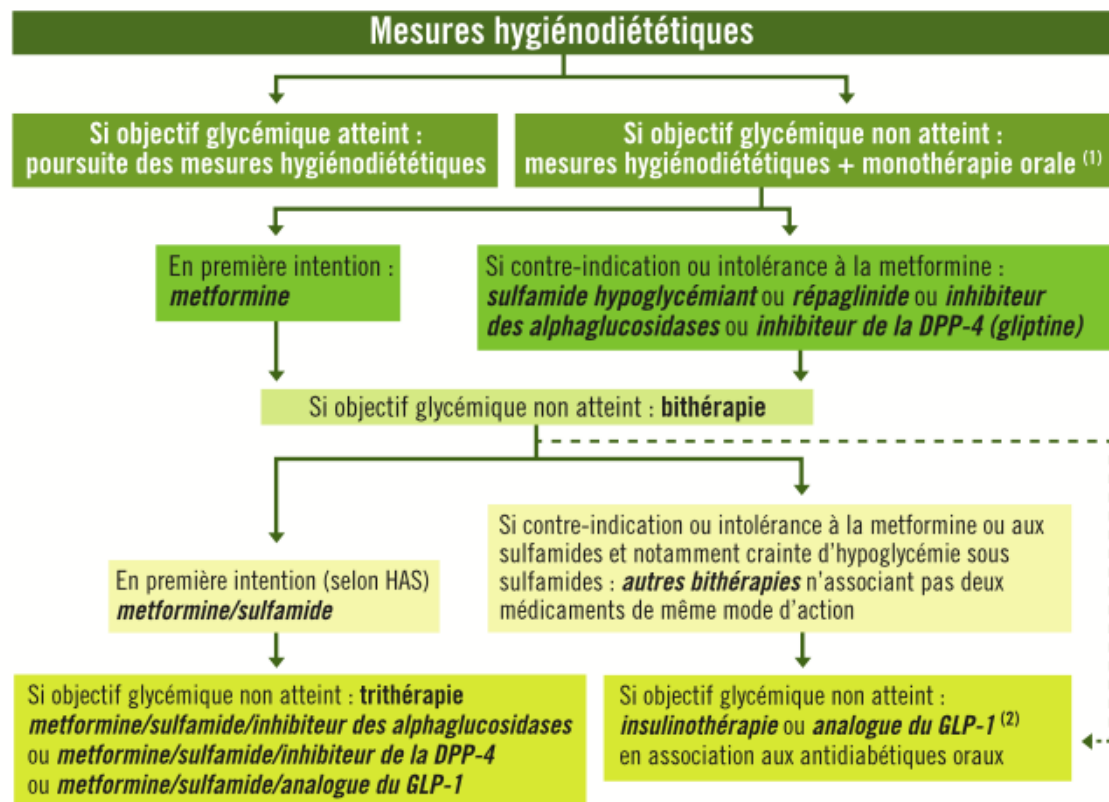 Mesures hygiénodiététiques
Si objectif glycémique atteint :
poursuite des mesures hygiénodiététiques
Si objectif glycémique non atteint :
mesures hygiénodiététiques + monothérapie orale (1)
En première intention :
metformine
Si contre-indication ou intolérance à la metformine :
sulfamide hypoglycémiant ou répaglinide ou inhibiteur
des alphaglucosidases ou inhibiteur de la DPP-4 (gliptine)
Si objectif glycémique non atteint : bithérapie
En première intention (selon HAS)
metformine/sulfamide
Si contre-indication ou intolérance à la metformine ou aux
sulfamides et notamment crainte d'hypoglycémie sous
sulfamides : autres bithérapies n'associant pas deux
médicaments de même mode d'action
Si objectif glycémique non atteint : trithérapie
metformine/sulfamide/inhibiteur des alphaglucosidases
ou metformine/sulfamide/inhibiteur de la DPP-4
ou metformine/sulfamide/analogue du GLP-1
Si objectif glycémique non atteint :
insulinothérapie ou analogue du GLP-1 (2)
en association aux antidiabétiques oraux